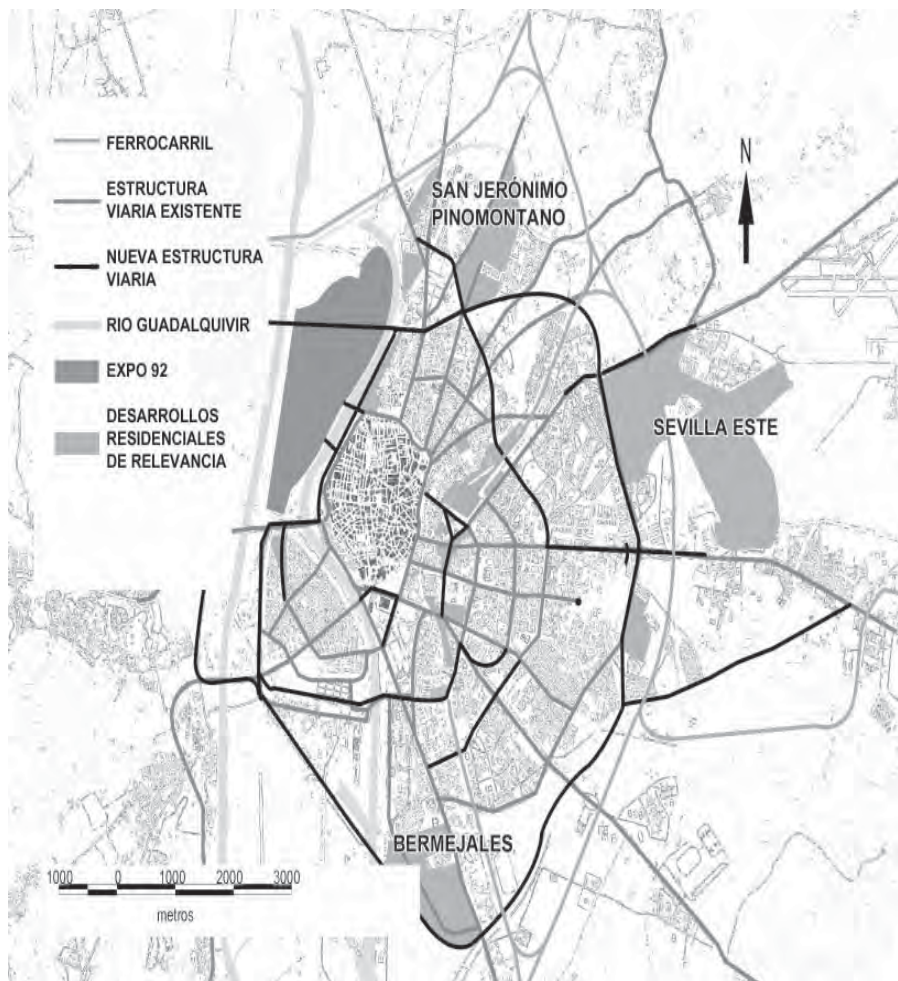 FERROCARRIL
ESTRUCTURA
VIARIA EXISTENTE
NUEVA ESTRUCTURA
VIARIA
RIO GUADALQUIVIR
EXPO 92
DESARROLLOS
RESIDENCIALES
DE RELEVANCIA
SAN JERÓNIMO
PINOMONTANO
N
SEVILLA ESTE
BERMEJALES
1000 0 1000 2000 3000
metros